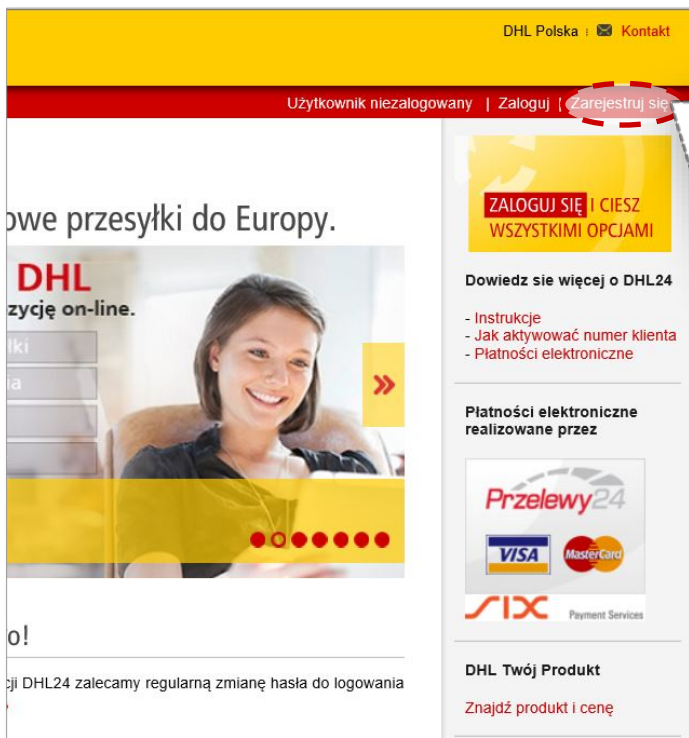 DHL Polska | Kontakt
Użytkownik niezalogowany | Zaloguj | Zarejestruj się
owe przesyłki do Europy.
DHL
zycję on-line.
łki
ia
»
o!
cji DHL24 zalecamy regularną zmianę hasła do logowania
ZALOGUJ SIĘ I CIESZ
WSZYSTKIMI OPCJAMI
Dowiedz sie więcej o DHL24
- Instrukcje
- Jak aktywować numer klienta
- Płatności elektroniczne
Płatności elektroniczne
realizowane przez
Przelewy24
VISA MasterCard
SIX Payment Services
DHL Twój Produkt
Znajdź produkt i cenę